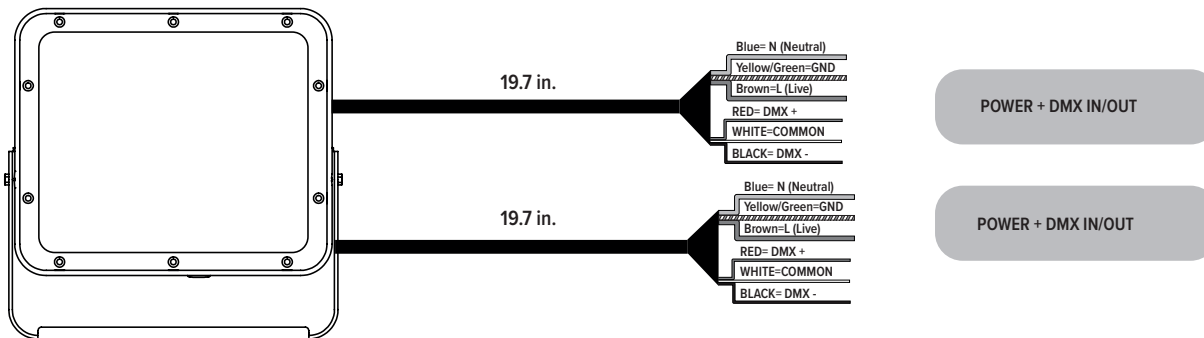 Blue= N (Neutral)
Yellow/Green=GND
19.7 in.
Brown=L (Live)
RED= DMX +
WHITE=COMMON
BLACK= DMX -
POWER + DMX IN/OUT
Blue= N (Neutral)
Yellow/Green=GND
19.7 in.
Brown=L (Live)
RED= DMX +
WHITE=COMMON
BLACK= DMX -
POWER + DMX IN/OUT